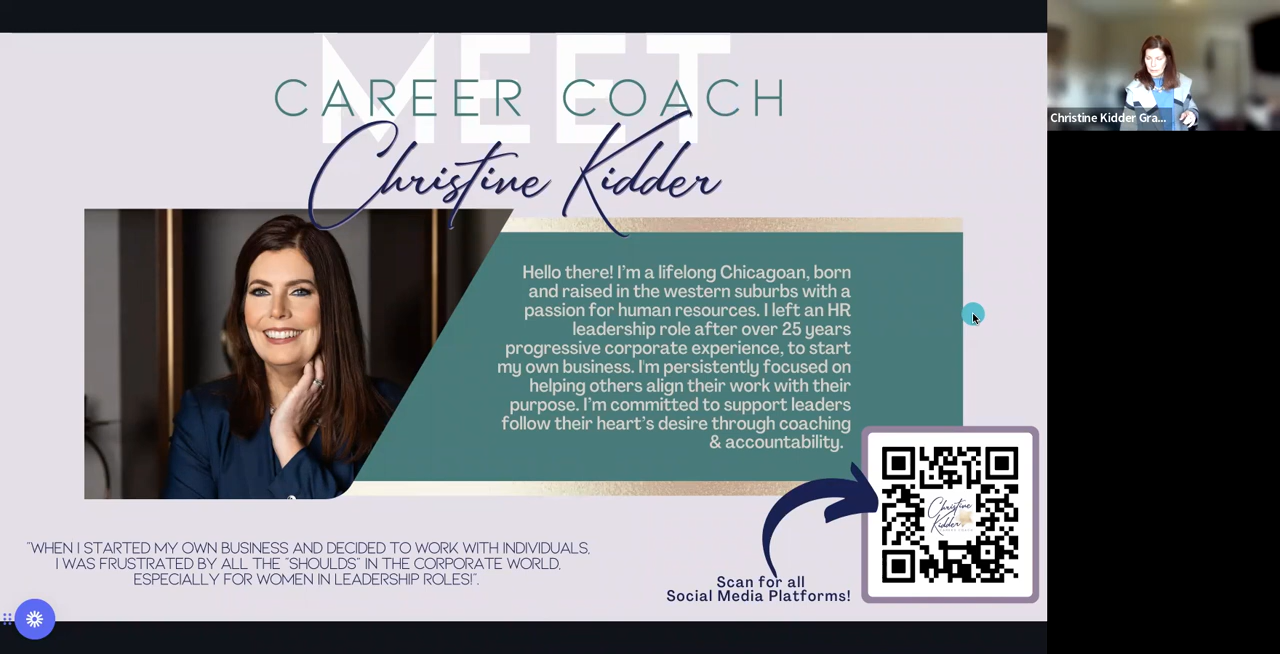 MEET
CAREER COACH
Christine Kidder
Christine Kidder Gra...
Hello there! I'm a lifelong Chicagoan, born
and raised in the western suburbs with a
passion for human resources. I left an HR
leadership role after over 25 years
progressive corporate experience, to start
my own business. I'm persistently focused on
helping others align their work with their
purpose. I'm committed to support leaders
follow their heart's desire through coaching
& accountability.
Christine
Kidder
"WHEN I STARTED MY OWN BUSINESS AND DECIDED TO WORK WITH INDIVIDUALS,
I WAS FRUSTRATED BY ALL THE "SHOULDS" IN THE CORPORATE WORLD,
ESPECIALLY FOR WOMEN IN LEADERSHIP ROLES!".
Scan for all
Social Media Platforms!